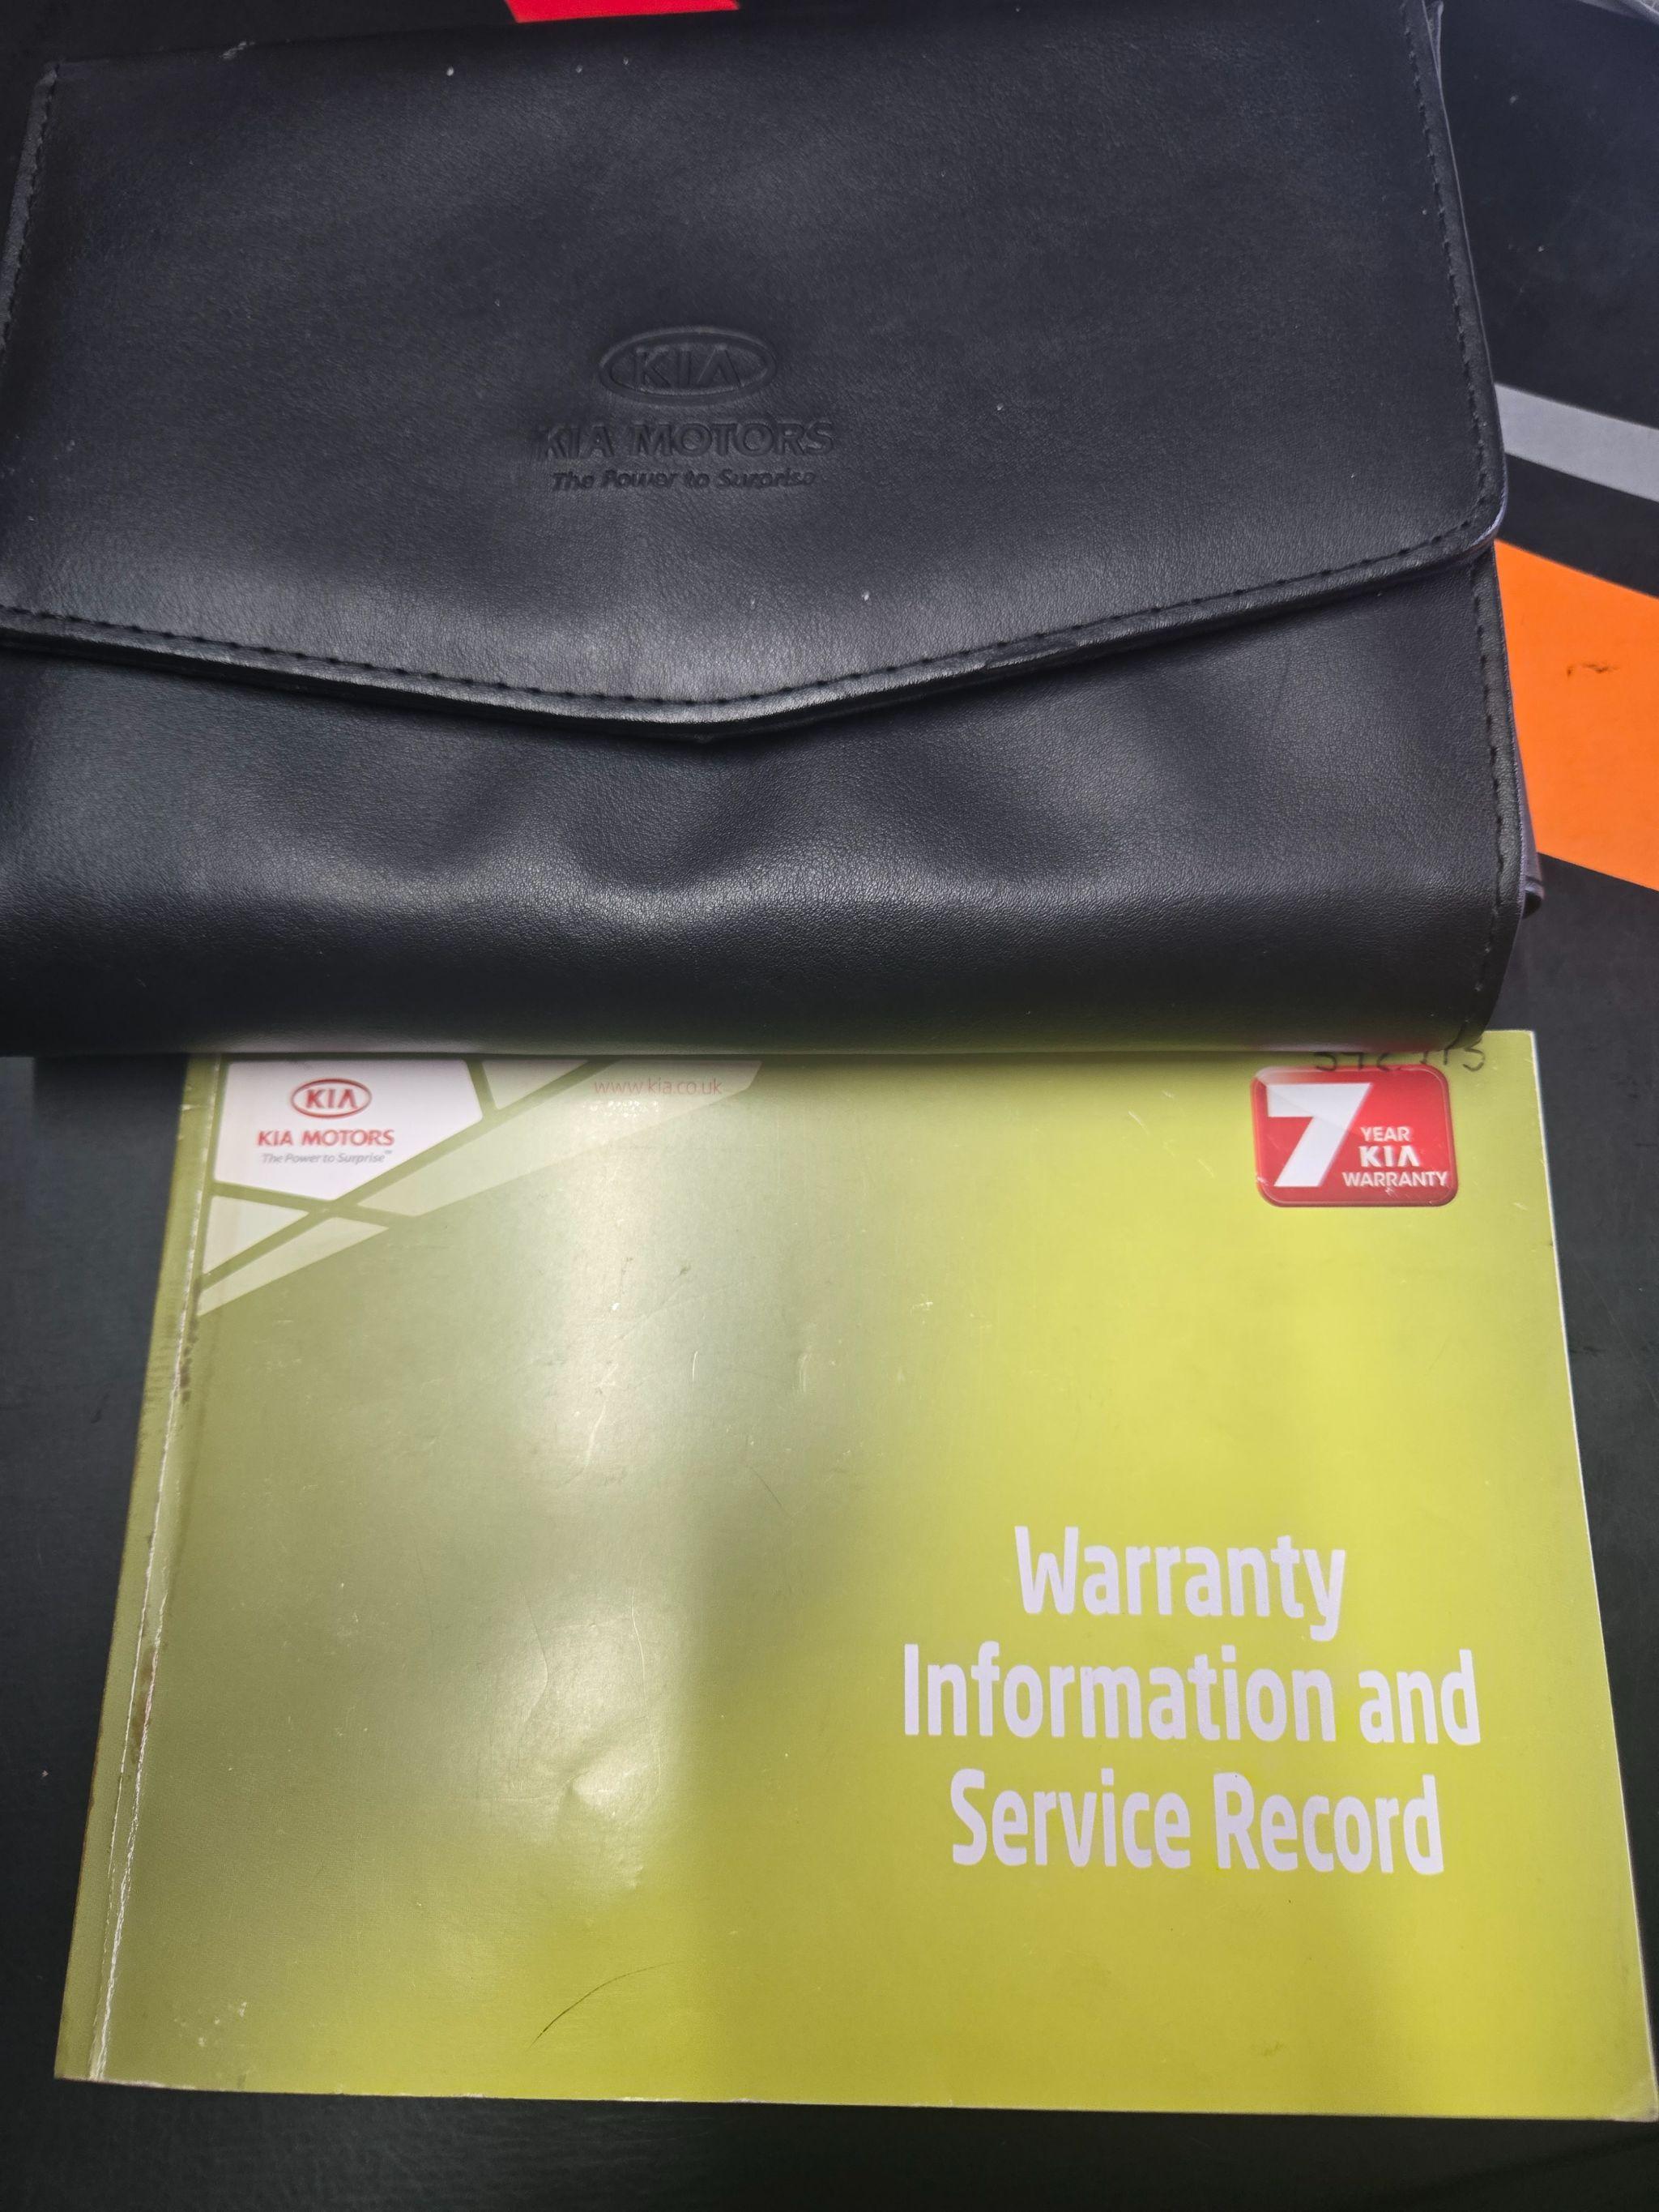 KIA
KIA MOTORS
The Power to Surprise
KIA
KIA MOTORS
The Power to Surprise™
www.kia.co.uk
7
YEAR
KIA
WARRANTY
Warranty
Information and
Service Record